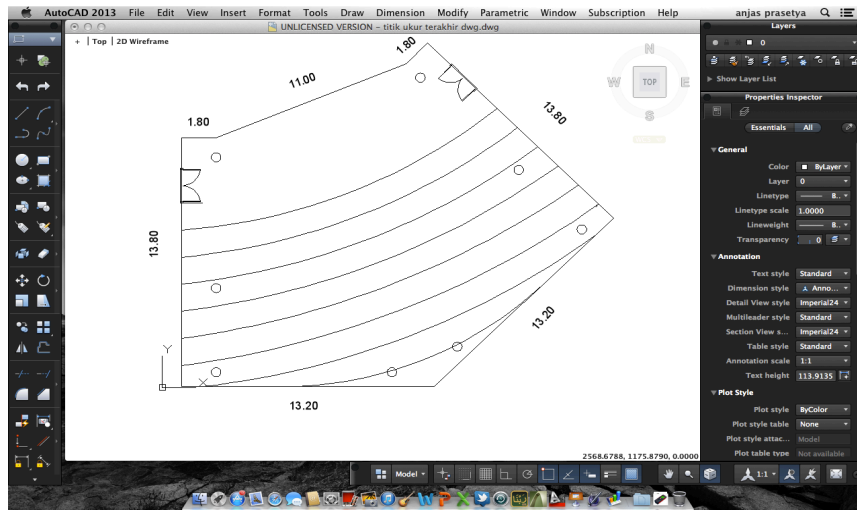 AutoCAD 2013 File Edit View Insert Format Tools Draw Dimension Modify Parametric Window Subscription Help anjas prasetya
UNLICENSED VERSION - titik ukur terakhir dwg.dwg
+ | Top | 2D Wireframe
1.80
11.00
1.80
13.80
13.80
13.20
13.20
Y
X
N
W TOP E
S
2568.6788, 1175.8790, 0.0000
Model
1:1
Layers
0
Show Layer List
Properties Inspector
Essentials All
General
Color ByLayer
Layer 0
Linetype B..
Linetype scale 1.0000
Lineweight B..
Transparency 0
Annotation
Text style Standard
Dimension style Anno...
Detail View style Imperial24
Multileader style Standard
Section View s... Imperial24
Table style Standard
Annotation scale 1:1
Text height 113.9135
Plot Style
Plot style ByColor
Plot style table None
Plot style attac... Model
Plot table type Not available